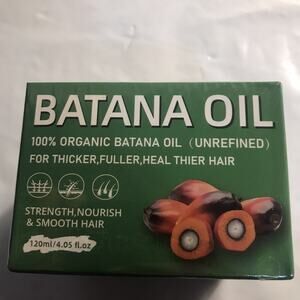 BATANA OIL
100% ORGANIC BATANA OIL (UNREFINED)
FOR THICKER,FULLER,HEAL THIER HAIR
STRENGTH,NOURISH
& SMOOTH HAIR
120ml/4.05 fl.oz